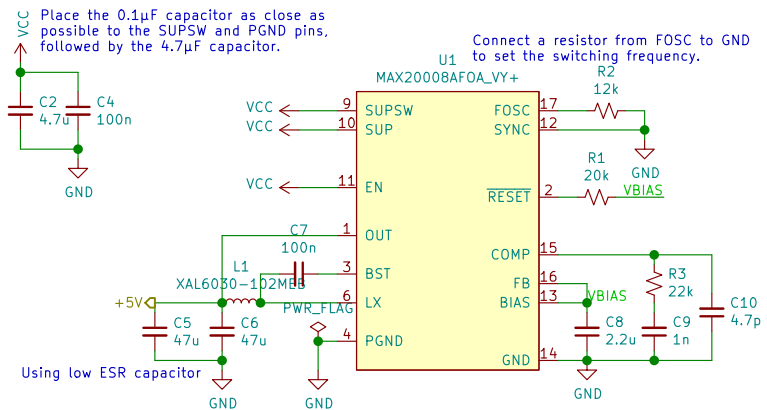 VCC
Place the 0.1µF capacitor as close as
possible to the SUPSW and PGND pins,
followed by the 4.7µF capacitor.
Connect a resistor from FOSC to GND
to set the switching frequency.
U1
MAX20008AFOA_VY+
R2
12k
C2
4.7u
C4
100n
GND
VCC
9
SUPSW
FOSC
17
VCC
10
SUP
SYNC
12
GND
VCC
11
EN
R1
20k
RESET
2
VBIAS
1
OUT
C7
100n
COMP
15
L1
XAL6030-102MEB
3
BST
FB
16
R3
22k
+5V
6
LX
BIAS
13
VBIAS
PWR_FLAG
C10
4.7p
C5
47u
C6
47u
4
PGND
C8
2.2u
C9
1n
GND
14
Using low ESR capacitor
GND
GND
GND